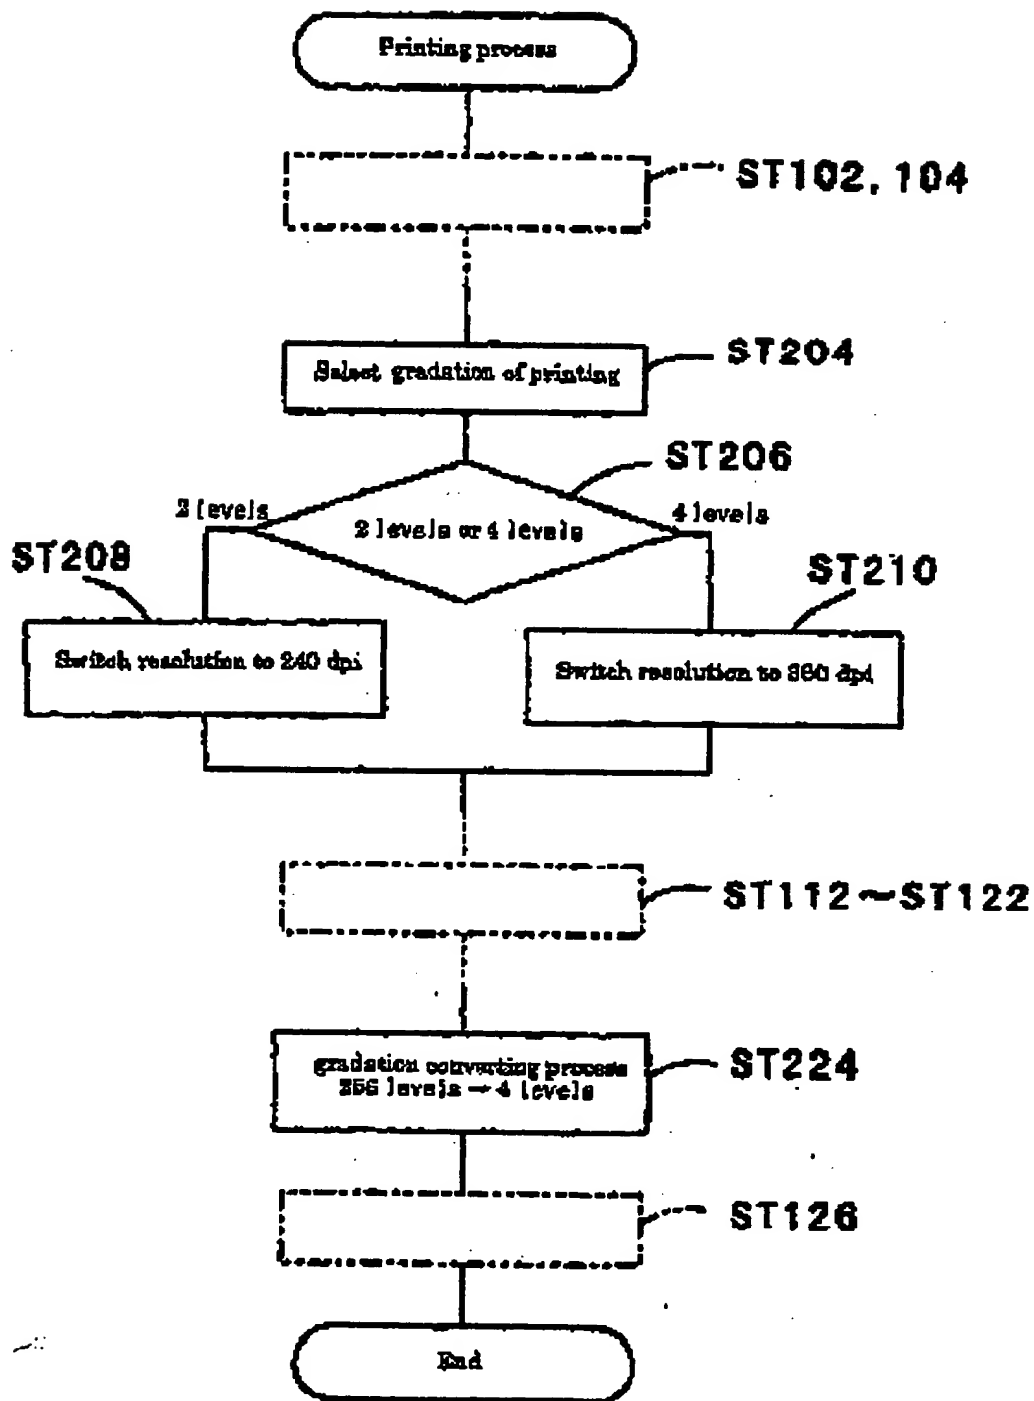 Printing process
ST102, 104
Select gradation of printing
ST204
ST206
2 levels
2 levels or 4 levels
4 levels
ST208
ST210
Switch resolution to 240 dpi
Switch resolution to 360 dpi
ST112~ST122
gradation converting process
256 levels → 4 levels
ST224
ST126
End